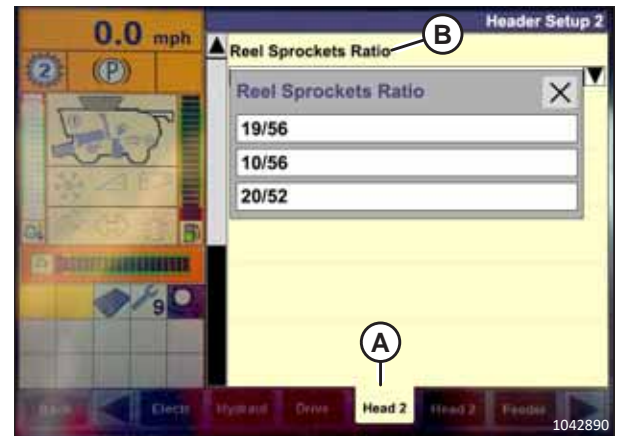 Header Setup 2
0.0 mph
B
Reel Sprockets Ratio
2
(P)
Reel Sprockets Ratio
19/56
10/56
20/52
9
A
Back
Electr
Hydraul
Drive
Head 2
Head 2
Feeder
1042890